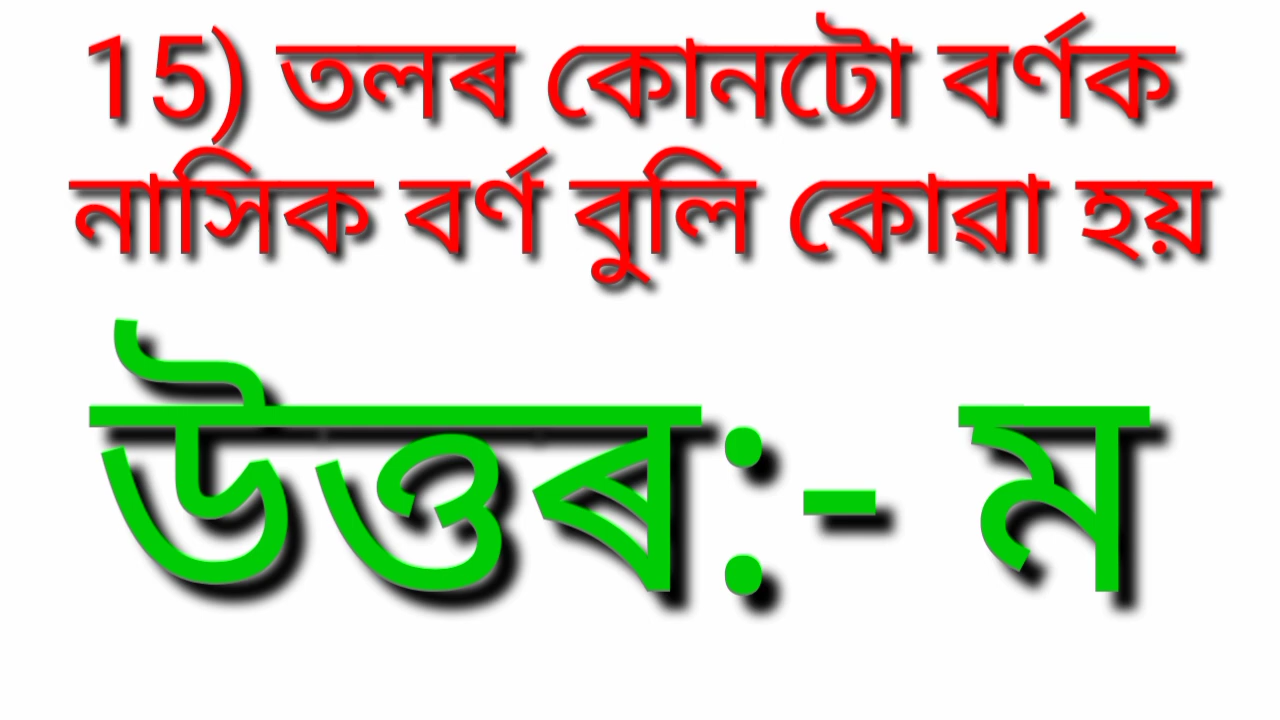 15) তলৰ কোনটো বৰ্ণক
নাসিক বৰ্ণ বুলি কোৱা হয়
উত্তৰ:- ম